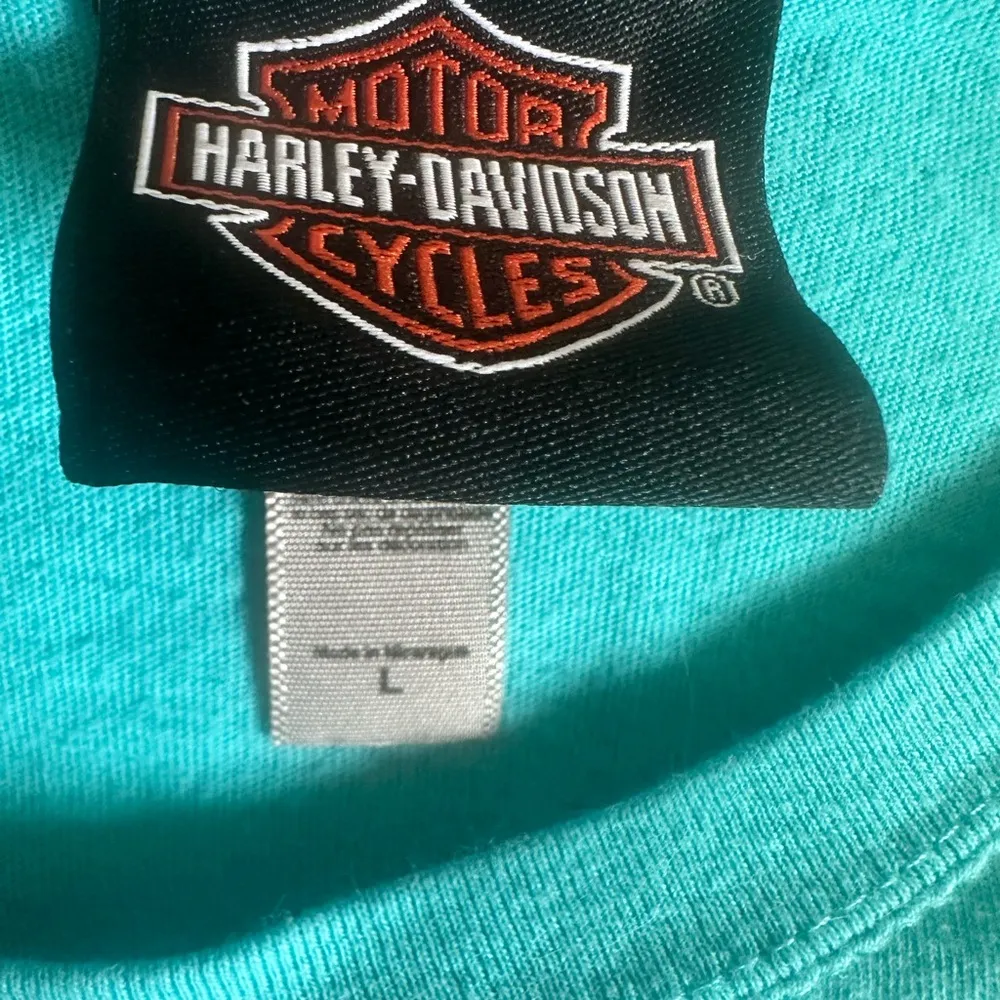 MOTOR
HARLEY-DAVIDSON
CYCLES
®
Made in Nicaragua
L